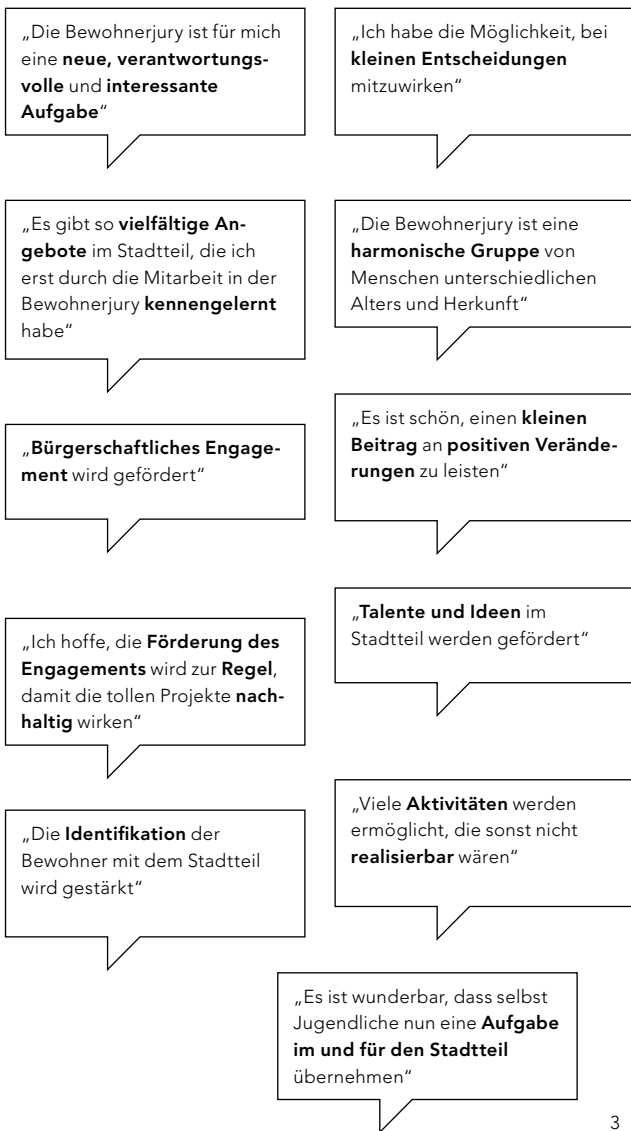 „Die Bewohnerjury ist für mich
eine neue, verantwortungs-
volle und interessante
Aufgabe“
„Ich habe die Möglichkeit, bei
kleinen Entscheidungen
mitzuwirken“
„Es gibt so vielfältige An-
gebote im Stadtteil, die ich
erst durch die Mitarbeit in der
Bewohnerjury kennengelernt
habe“
„Die Bewohnerjury ist eine
harmonische Gruppe von
Menschen unterschiedlichen
Alters und Herkunft“
„Bürgerschaftliches Engage-
ment wird gefördert“
„Es ist schön, einen kleinen
Beitrag an positiven Verände-
rungen zu leisten“
„Ich hoffe, die Förderung des
Engagements wird zur Regel,
damit die tollen Projekte nach-
haltig wirken“
„Talente und Ideen im
Stadtteil werden gefördert“
„Die Identifikation der
Bewohner mit dem Stadtteil
wird gestärkt“
„Viele Aktivitäten werden
ermöglicht, die sonst nicht
realisierbar wären“
„Es ist wunderbar, dass selbst
Jugendliche nun eine Aufgabe
im und für den Stadtteil
übernehmen“
3